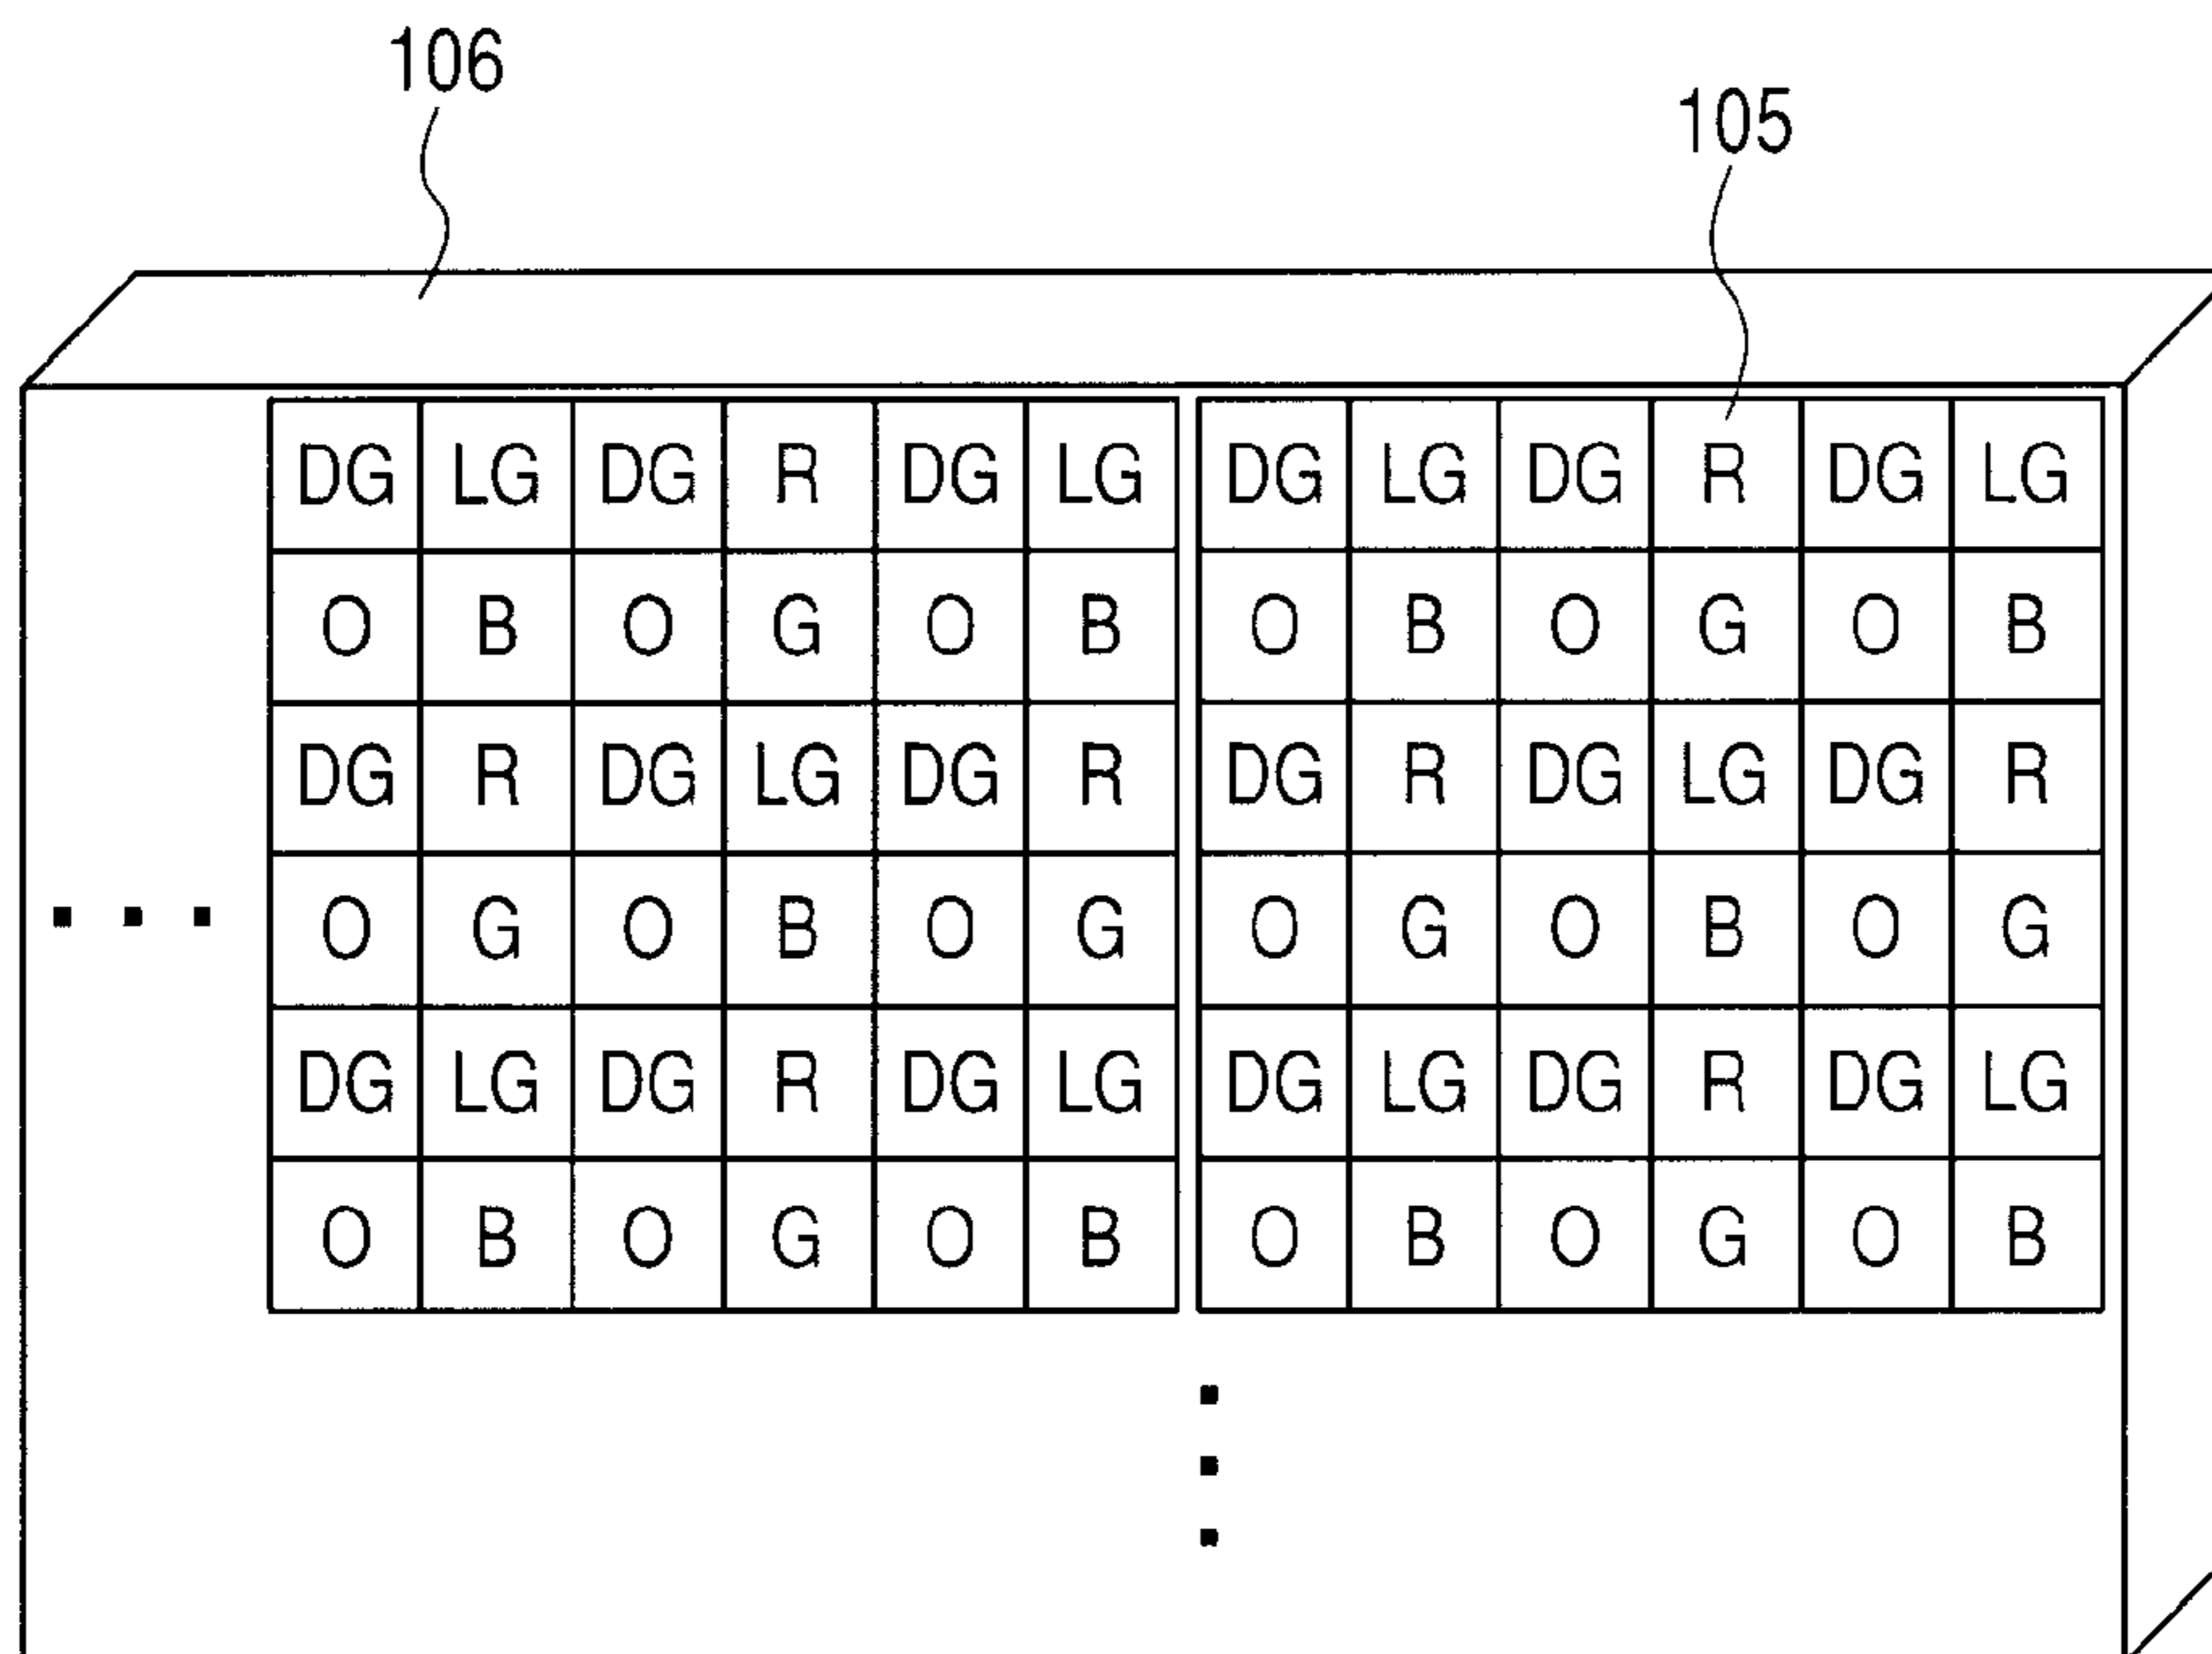 106
105
DG LG DG R DG LG DG LG DG R DG LG
O B O G O B O B O G O B
DG R DG LG DG R DG R DG LG DG R
O G O B O G O G O B O G
DG LG DG R DG LG DG LG DG R DG LG
O B O G O B O B O G O B